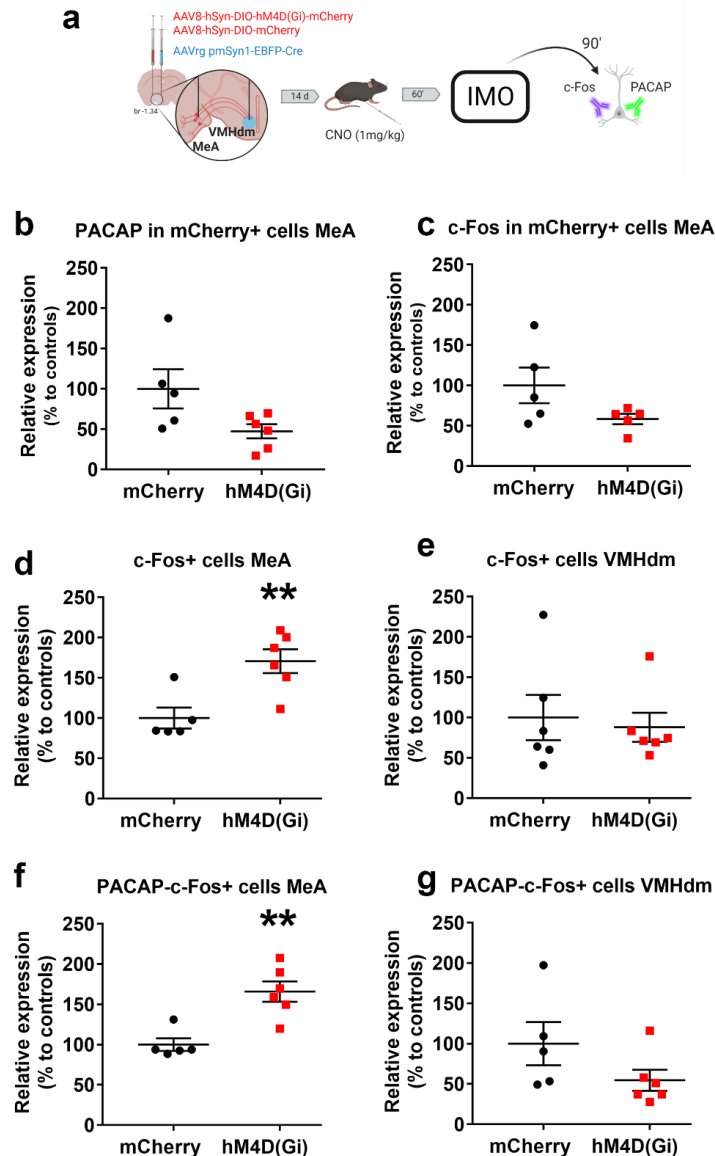 a
AAV8-hSyn-DIO-hM4D(Gi)-mCherry
AAV8-hSyn-DIO-mCherry
AAVrg pmSyn1-EBFP-Cre
br -1.34
VMHdm
MeA
14 d
CNO (1mg/kg)
60'
IMO
90'
c-Fos
PACAP
b
PACAP in mCherry+ cells MeA
Relative expression
(% to controls)
250
200
150
100
50
0
mCherry
hM4D(Gi)
c
c-Fos in mCherry+ cells MeA
Relative expression
(% to controls)
250
200
150
100
50
0
mCherry
hM4D(Gi)
d
c-Fos+ cells MeA
**
Relative expression
(% to controls)
250
200
150
100
50
0
mCherry
hM4D(Gi)
e
c-Fos+ cells VMHdm
Relative expression
(% to controls)
250
200
150
100
50
0
mCherry
hM4D(Gi)
f
PACAP-c-Fos+ cells MeA
**
Relative expression
(% to controls)
250
200
150
100
50
0
mCherry
hM4D(Gi)
g
PACAP-c-Fos+ cells VMHdm
Relative expression
(% to controls)
250
200
150
100
50
0
mCherry
hM4D(Gi)